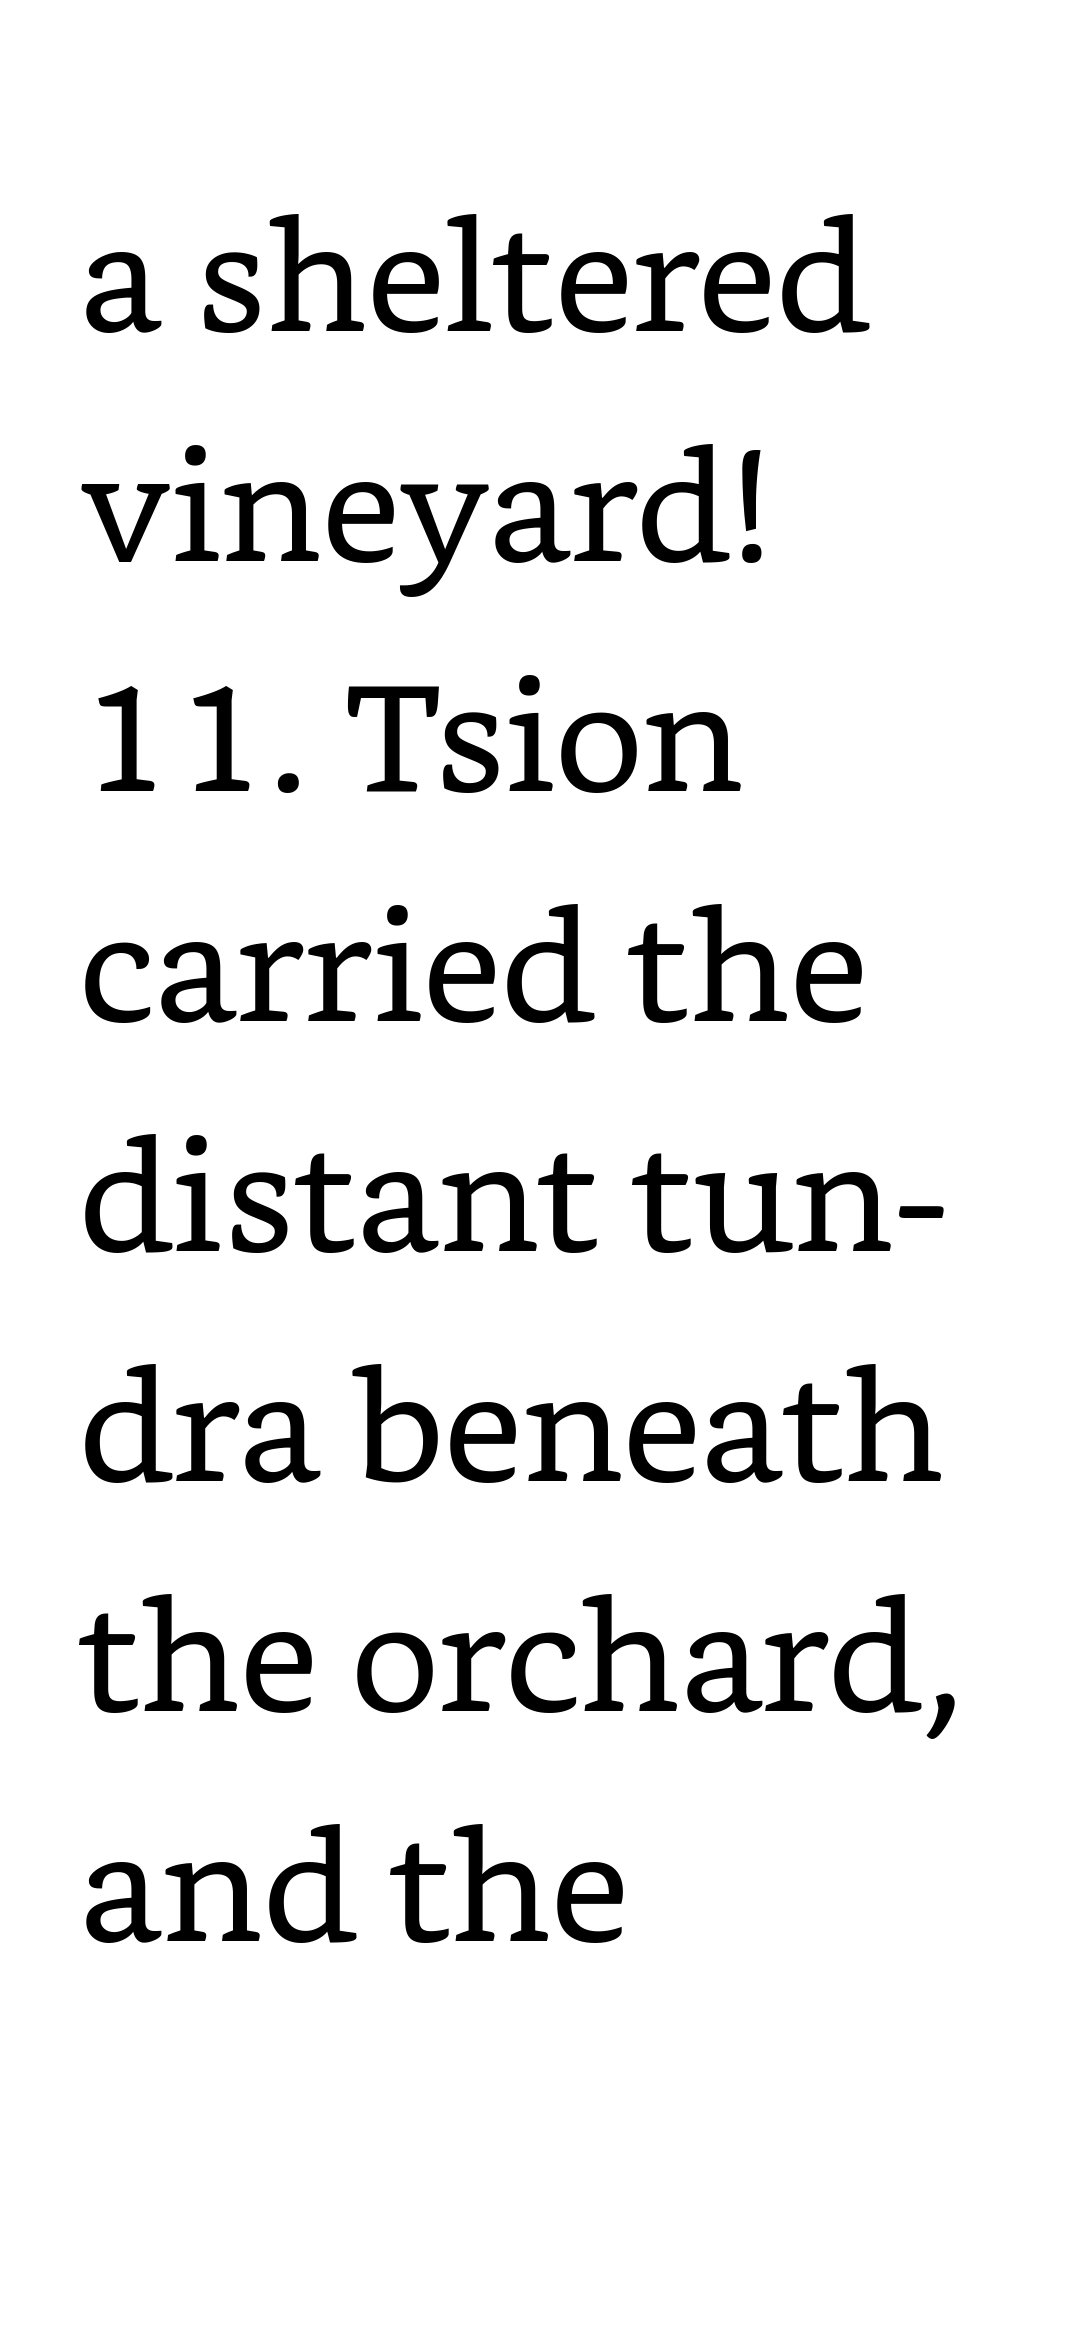 a sheltered
vineyard!
11. Tsion
carried the
distant tun-
dra beneath
the orchard,
and the